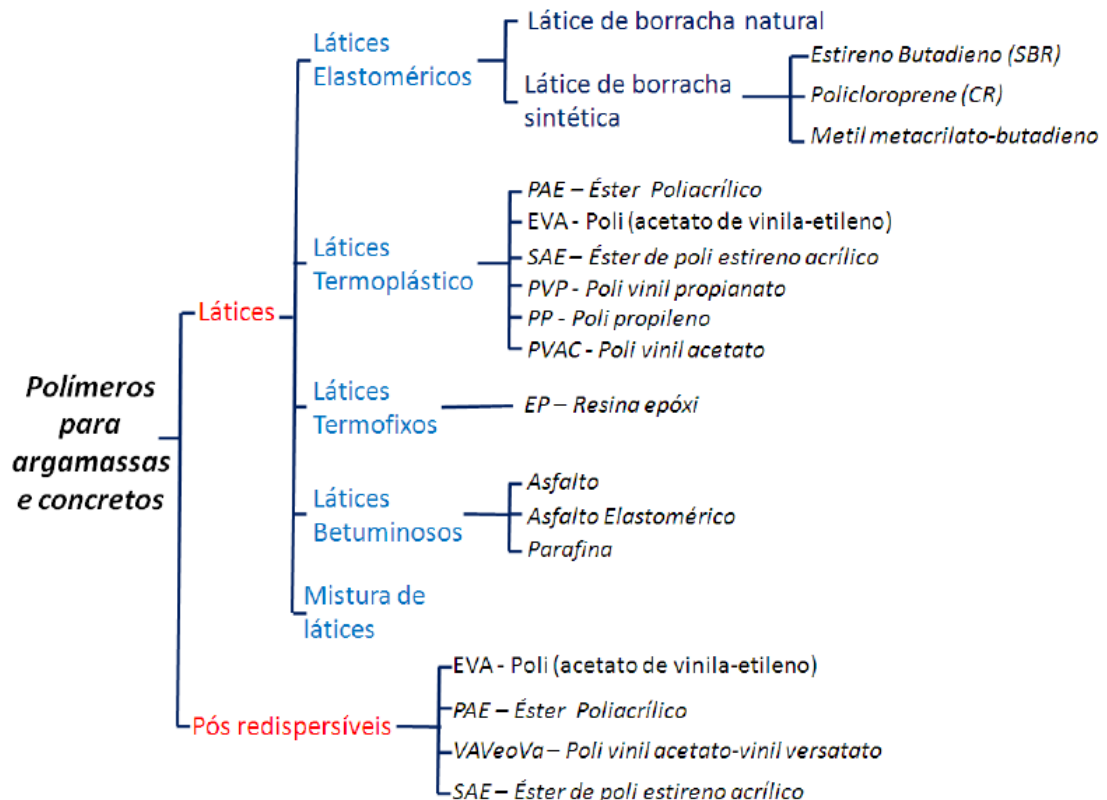 Polímeros
para
argamassas
e concretos
Látices
Látices
Elastoméricos
Látice de borracha natural
Látice de borracha
sintética
Estireno Butadieno (SBR)
Policloroprene (CR)
Metil metacrilato-butadieno
Látices
Termoplástico
PAE – Éster Poliacrílico
EVA - Poli (acetato de vinila-etileno)
SAE – Éster de poli estireno acrílico
PVP - Poli vinil propianato
PP - Poli propileno
PVAC - Poli vinil acetato
Látices
Termofixos
EP – Resina epóxi
Látices
Betuminosos
Asfalto
Asfalto Elastomérico
Parafina
Mistura de
látices
Pós redispersíveis
EVA - Poli (acetato de vinila-etileno)
PAE – Éster Poliacrílico
VAVeoVa – Poli vinil acetato-vinil versatato
SAE – Éster de poli estireno acrílico